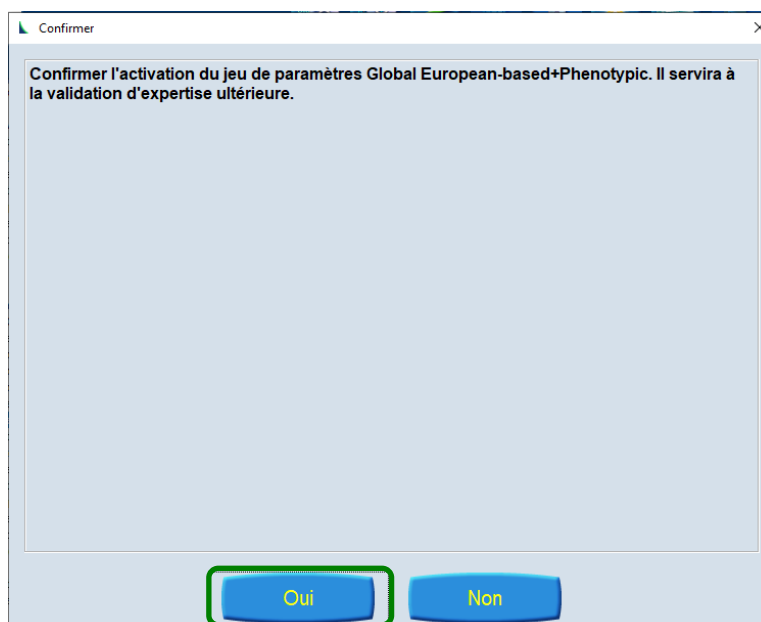 Confirmer
Confirmer l'activation du jeu de paramètres Global European-based+Phenotypic. Il servira à
la validation d'expertise ultérieure.
Oui
Non